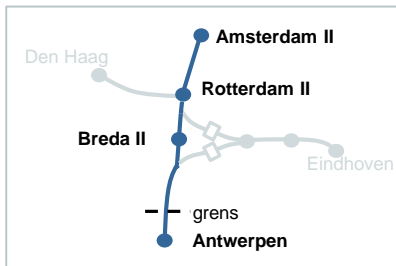 Amsterdam II
Den Haag
Rotterdam II
Breda II
Eindhoven
grens
Antwerpen